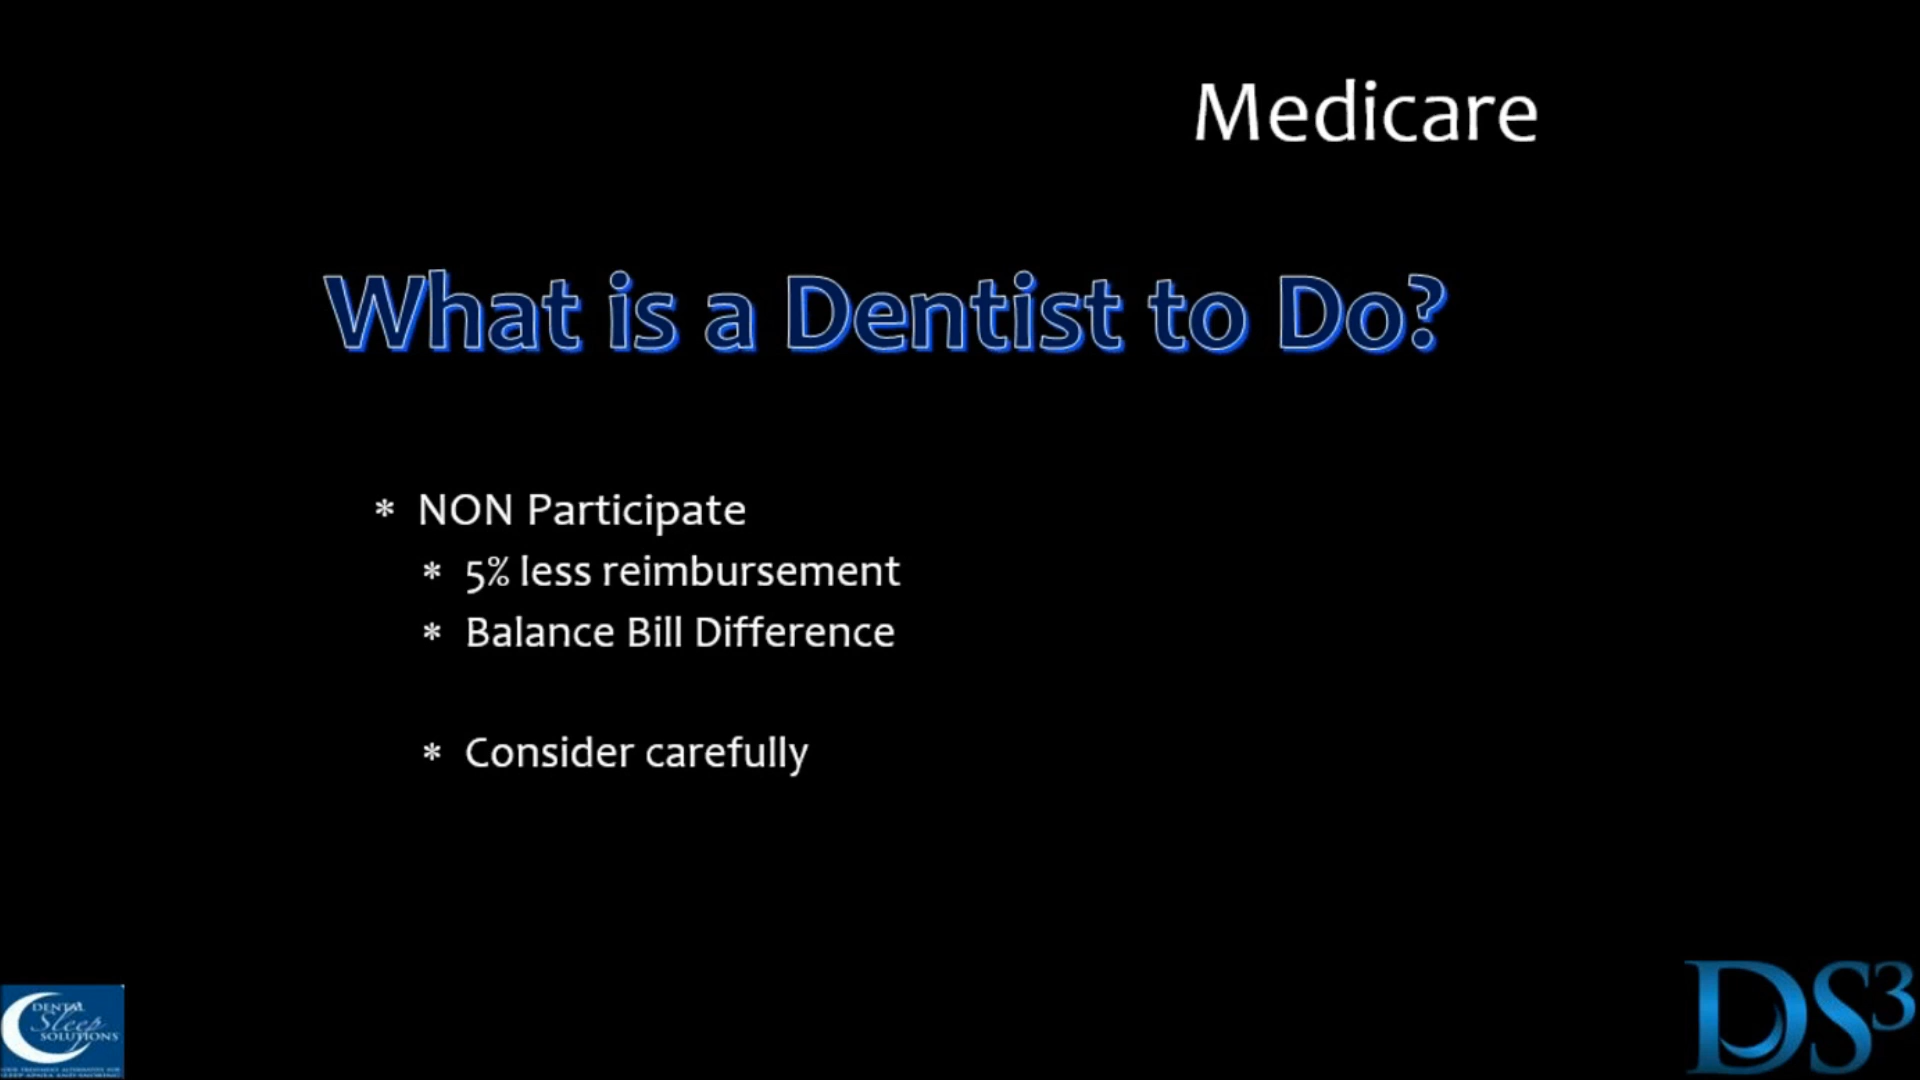 Medicare
What is a Dentist to Do?
* NON Participate
* 5% less reimbursement
* Balance Bill Difference
* Consider carefully
DENTAL
Sleep
SOLUTIONS
DS3